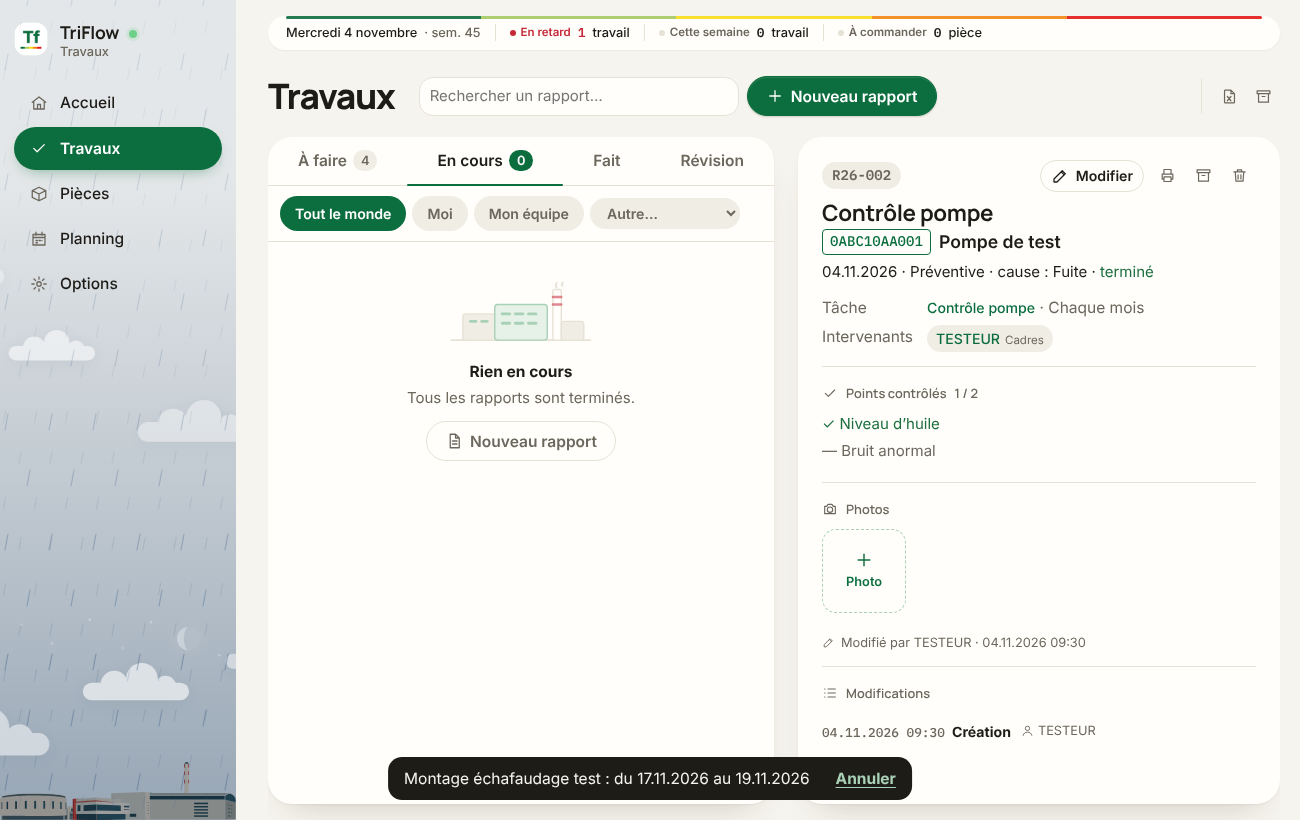 Tf TriFlow
Travaux
Accueil
Travaux
Pièces
Planning
Options
Mercredi 4 novembre · sem. 45 En retard 1 travail Cette semaine 0 travail À commander 0 pièce
Travaux Rechercher un rapport... + Nouveau rapport
À faire 4 En cours 0 Fait Révision
Tout le monde Moi Mon équipe Autre...
Rien en cours
Tous les rapports sont terminés.
Nouveau rapport
R26-002 Modifier
Contrôle pompe
0ABC10AA001 Pompe de test
04.11.2026 · Préventive · cause : Fuite · terminé
Tâche Contrôle pompe · Chaque mois
Intervenants TESTEUR Cadres
Points contrôlés 1 / 2
✓ Niveau d’huile
— Bruit anormal
Photos
+
Photo
Modifié par TESTEUR · 04.11.2026 09:30
Modifications
04.11.2026 09:30 Création TESTEUR
Montage échafaudage test : du 17.11.2026 au 19.11.2026 Annuler